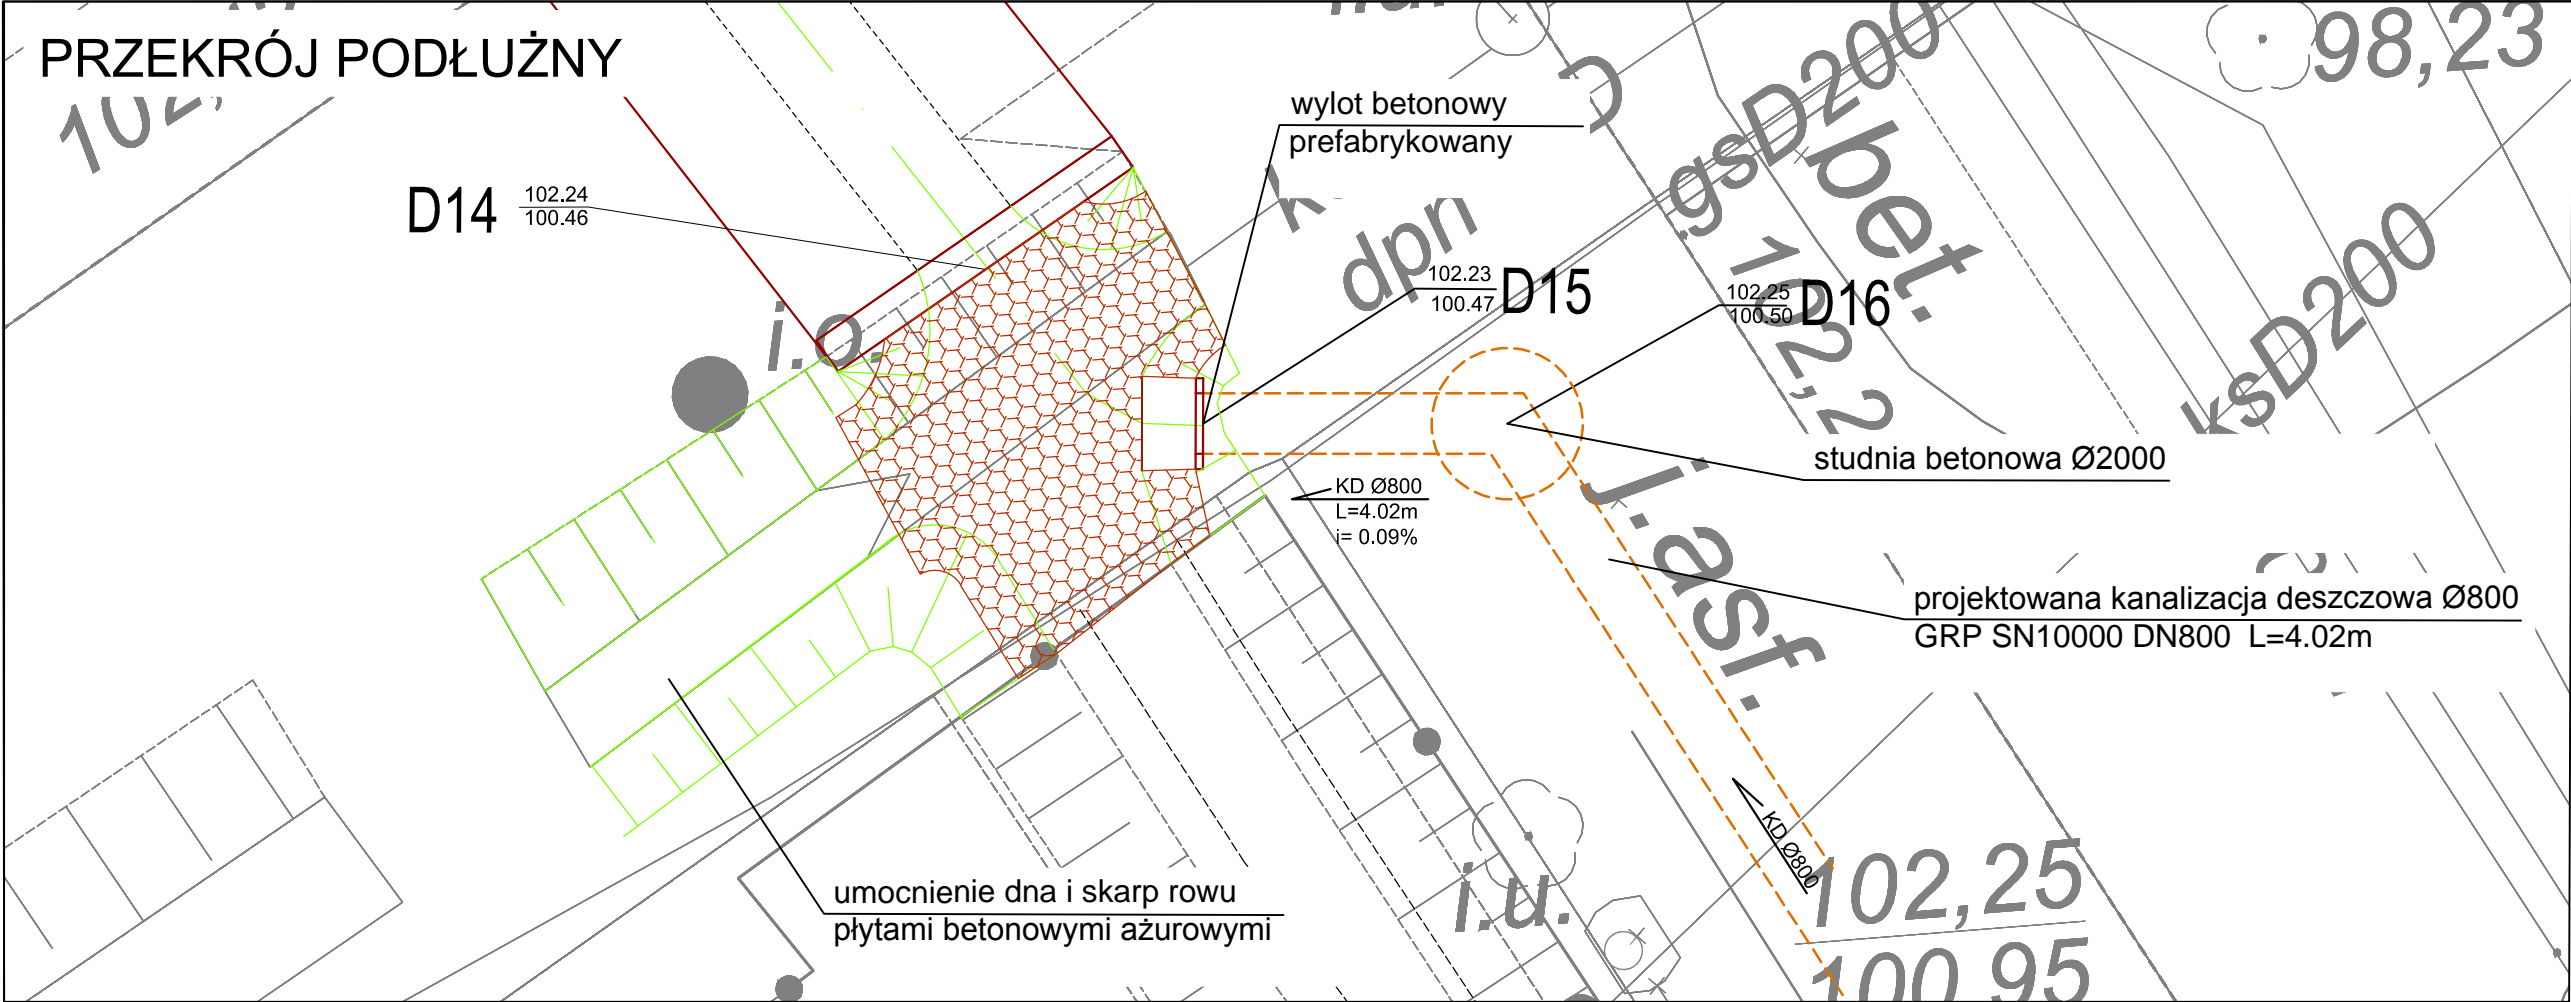 PRZEKRÓJ PODŁUŻNY
98,23
gsD200
wylot betonowy
prefabrykowany
bet.
D14
102.24
100.46
dpn
ksD200
102.23
100.47
D15
102.25
100.50
D16
102,2
i.o.
studnia betonowa Ø2000
KD Ø800
L=4.02m
i= 0.09%
j.asf.
projektowana kanalizacja deszczowa Ø800
GRP SN10000 DN800 L=4.02m
KD Ø800
102,25
100,95
i.u.
umocnienie dna i skarp rowu
płytami betonowymi ażurowymi